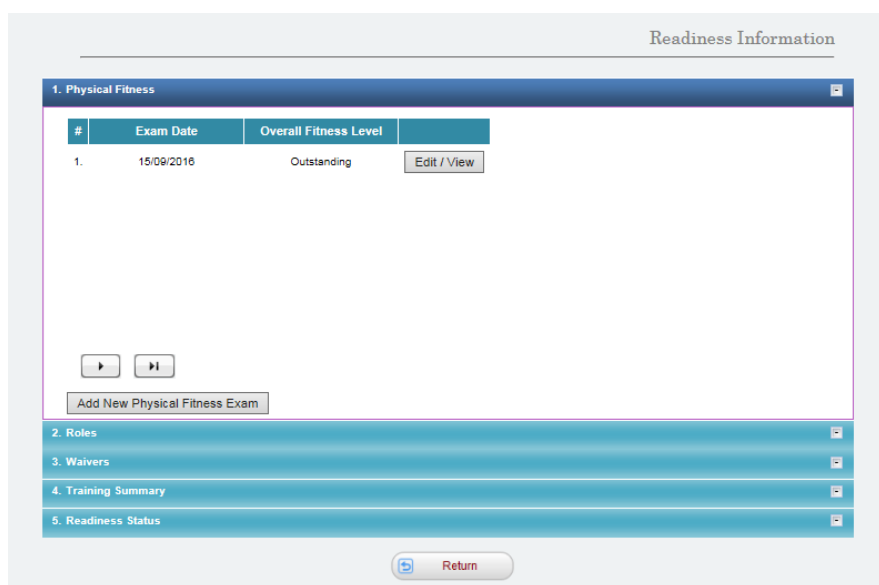 Readiness Information
1. Physical Fitness
# Exam Date Overall Fitness Level
1. 15/09/2016 Outstanding Edit / View
Add New Physical Fitness Exam
2. Roles
3. Waivers
4. Training Summary
5. Readiness Status
Return